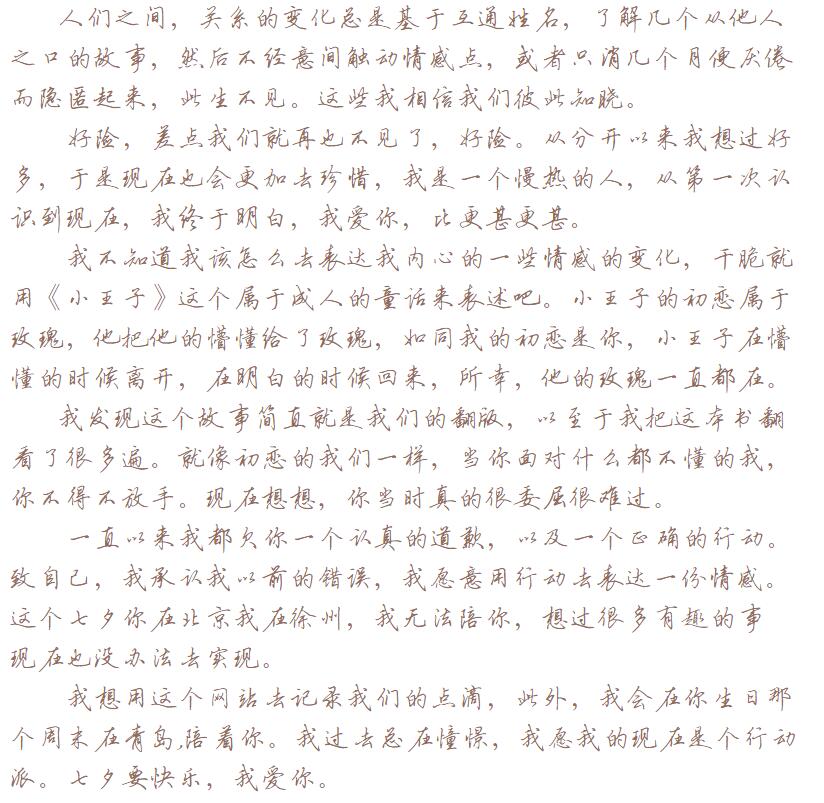 人们之间，关系的变化总是基于互通姓名，了解几个从他人
之口的故事，然后不经意间触动情感点，或者只消几个月便厌倦
而隐匿起来，此生不见。这些我相信我们彼此知晓。
好险，差点我们就再也不见了，好险。从分开以来我想过好
多，于是现在也会更加去珍惜，我是一个慢热的人，从第一次认
识到现在，我终于明白，我爱你，比更甚更甚。
我不知道我该怎么去表达我内心的一些情感的变化，干脆就
用《小王子》这个属于成人的童话来表述吧。小王子的初恋属于
玫瑰，他把他的懵懂给了玫瑰，如同我的初恋是你，小王子在懵
懂的时候离开，在明白的时候回来，所幸，他的玫瑰一直都在。
我发现这个故事简直就是我们的翻版，以至于我把这本书翻
看了很多遍。就像初恋的我们一样，当你面对什么都不懂的我，
你不得不放手。现在想想，你当时真的很委屈很难过。
一直以来我都欠你一个认真的道歉，以及一个正确的行动。
致自己，我承认我以前的错误，我愿意用行动去表达一份情感。
这个七夕你在北京我在徐州，我无法陪你，想过很多有趣的事
现在也没办法去实现。
我想用这个网站去记录我们的点滴，此外，我会在你生日那
个周末在青岛,陪着你。我过去总在憧憬，我愿我的现在是个行动
派。七夕要快乐，我爱你。